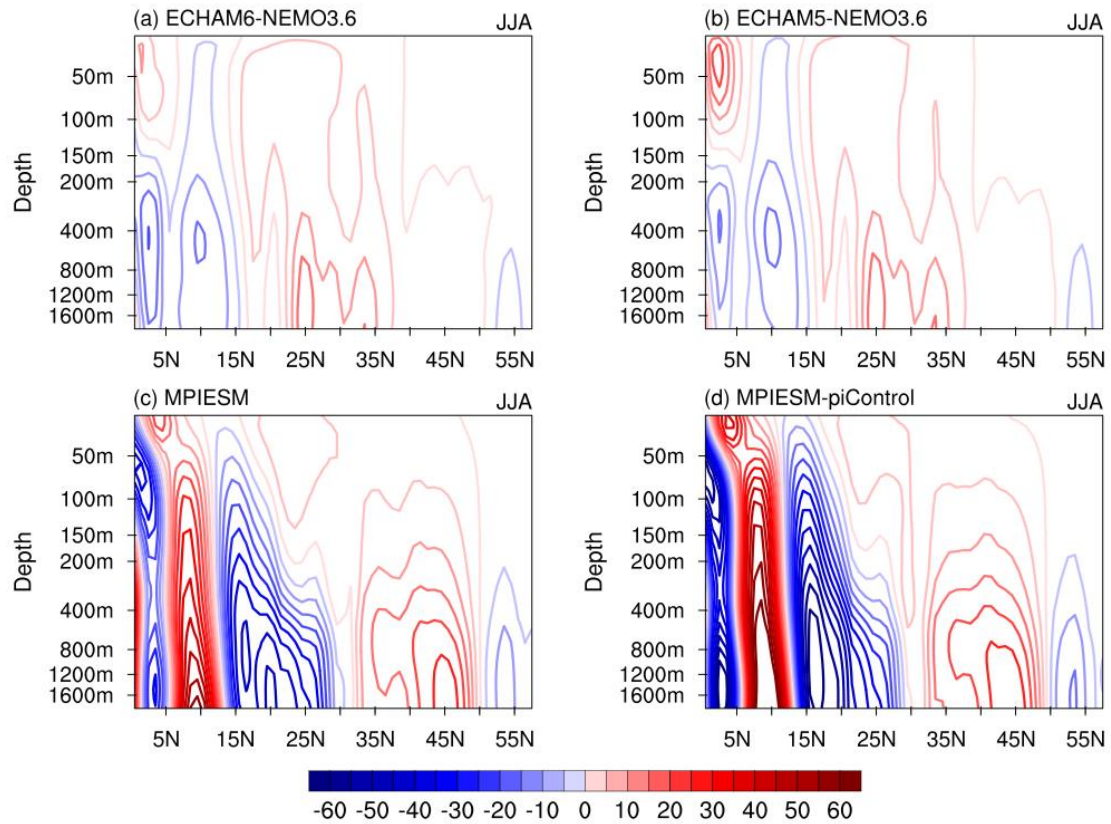 (a) ECHAM6-NEMO3.6 JJA
(b) ECHAM5-NEMO3.6 JJA
50m
100m
150m
200m
400m
800m
1200m
1600m
Depth
5N 15N 25N 35N 45N 55N
50m
100m
150m
200m
400m
800m
1200m
1600m
Depth
5N 15N 25N 35N 45N 55N
(c) MPIESM JJA
(d) MPIESM-piControl JJA
50m
100m
150m
200m
400m
800m
1200m
1600m
Depth
5N 15N 25N 35N 45N 55N
50m
100m
150m
200m
400m
800m
1200m
1600m
Depth
5N 15N 25N 35N 45N 55N
-60 -50 -40 -30 -20 -10 0 10 20 30 40 50 60